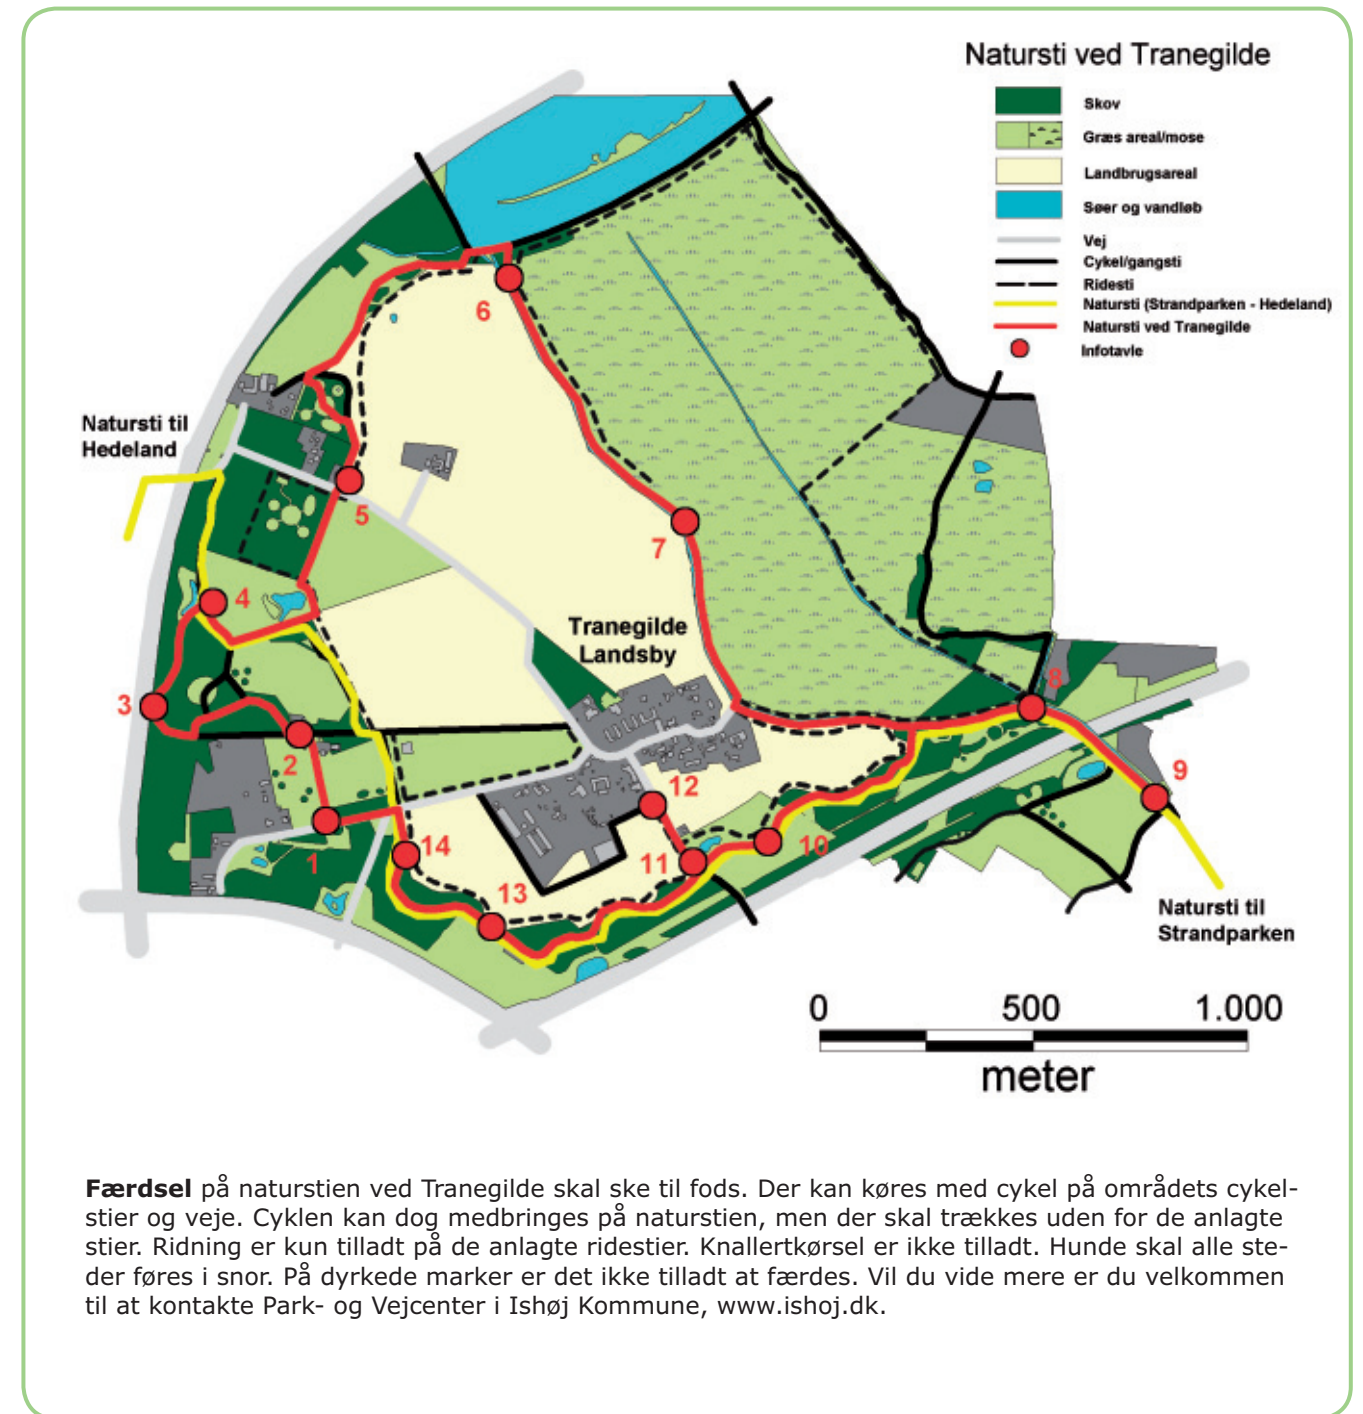 Natursti ved Tranegilde
Skov
Græs areal/mose
Landbrugsareal
Søer og vandløb
Vej
Cykel/gangsti
Ridesti
Natursti (Strandparken - Hedeland)
Natursti ved Tranegilde
Infotavle
6
Natursti til
Hedeland
5
7
4
Tranegilde
Landsby
3
8
2
12
9
1
14
11
10
13
Natursti til
Strandparken
0 500 1.000
meter
Færdsel på naturstien ved Tranegilde skal ske til fods. Der kan køres med cykel på områdets cykel-
stier og veje. Cyklen kan dog medbringes på naturstien, men der skal trækkes uden for de anlagte
stier. Ridning er kun tilladt på de anlagte ridestier. Knallertkørsel er ikke tilladt. Hunde skal alle ste-
der føres i snor. På dyrkede marker er det ikke tilladt at færdes. Vil du vide mere er du velkommen
til at kontakte Park- og Vejcenter i Ishøj Kommune, www.ishoj.dk.